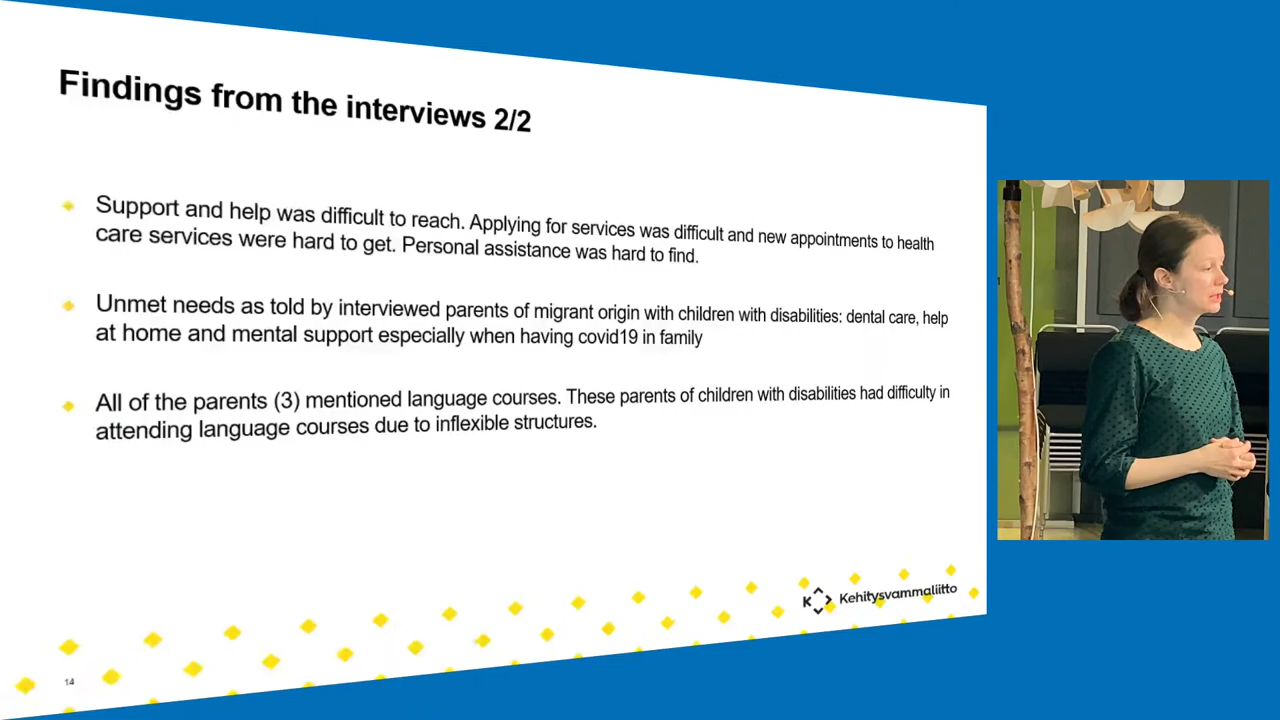 Findings from the interviews 2/2
Support and help was difficult to reach. Applying for services was difficult and new appointments to health
care services were hard to get. Personal assistance was hard to find.
Unmet needs as told by interviewed parents of migrant origin with children with disabilities: dental care, help
at home and mental support especially when having covid19 in family
All of the parents (3) mentioned language courses. These parents of children with disabilities had difficulty in
attending language courses due to inflexible structures.
Kehitysvammaliitto
14